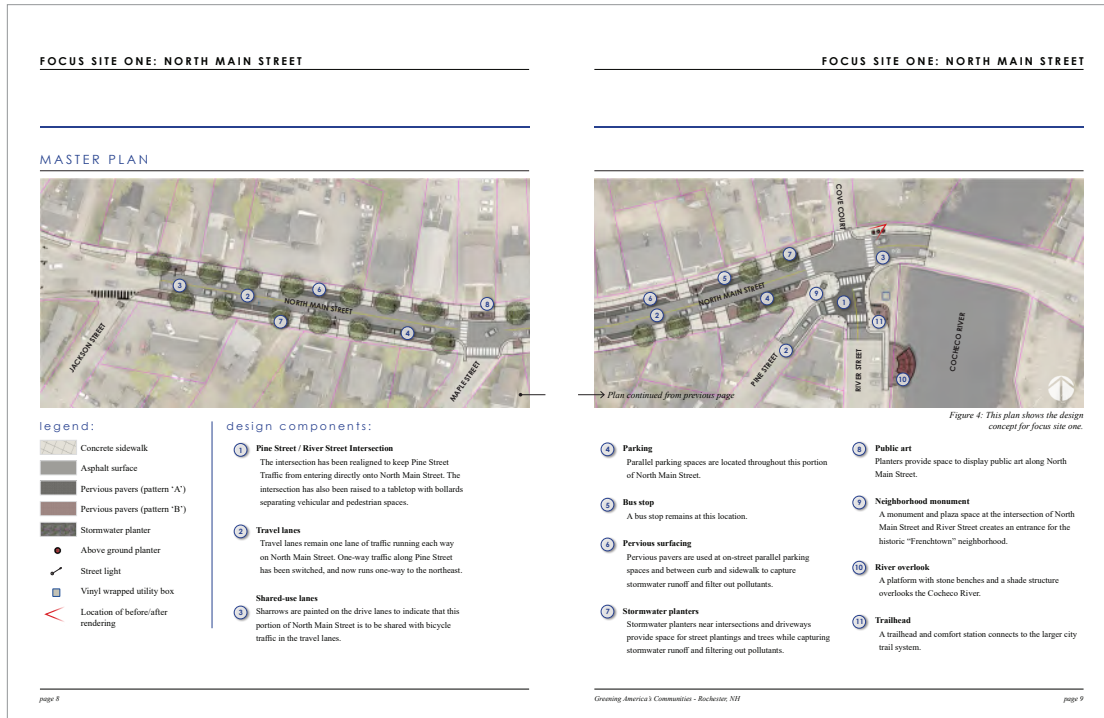 FOCUS SITE ONE: NORTH MAIN STREET
MASTER PLAN
3
2
6
NORTH MAIN STREET
7
4
8
JACKSON STREET
MAPLE STREET
legend:
Concrete sidewalk
Asphalt surface
Pervious pavers (pattern ‘A’)
Pervious pavers (pattern ‘B’)
Stormwater planter
Above ground planter
Street light
Vinyl wrapped utility box
Location of before/after
rendering
design components:
1 Pine Street / River Street Intersection
The intersection has been realigned to keep Pine Street
Traffic from entering directly onto North Main Street. The
intersection has also been raised to a tabletop with bollards
separating vehicular and pedestrian spaces.
2 Travel lanes
Travel lanes remain one lane of traffic running each way
on North Main Street. One-way traffic along Pine Street
has been switched, and now runs one-way to the northeast.
Shared-use lanes
3 Sharrows are painted on the drive lanes to indicate that this
portion of North Main Street is to be shared with bicycle
traffic in the travel lanes.
page 8
FOCUS SITE ONE: NORTH MAIN STREET
COVE COURT
7
3
5
6
NORTH MAIN STREET
4
9
1
2
11
2
PINE STREET
RIVER STREET
COCHECO RIVER
10
Plan continued from previous page
Figure 4: This plan shows the design
concept for focus site one.
4 Parking
Parallel parking spaces are located throughout this portion
of North Main Street.
5 Bus stop
A bus stop remains at this location.
6 Pervious surfacing
Pervious pavers are used at on-street parallel parking
spaces and between curb and sidewalk to capture
stormwater runoff and filter out pollutants.
7 Stormwater planters
Stormwater planters near intersections and driveways
provide space for street plantings and trees while capturing
stormwater runoff and filtering out pollutants.
8 Public art
Planters provide space to display public art along North
Main Street.
9 Neighborhood monument
A monument and plaza space at the intersection of North
Main Street and River Street creates an entrance for the
historic “Frenchtown” neighborhood.
10 River overlook
A platform with stone benches and a shade structure
overlooks the Cocheco River.
11 Trailhead
A trailhead and comfort station connects to the larger city
trail system.
Greening America’s Communities - Rochester, NH
page 9